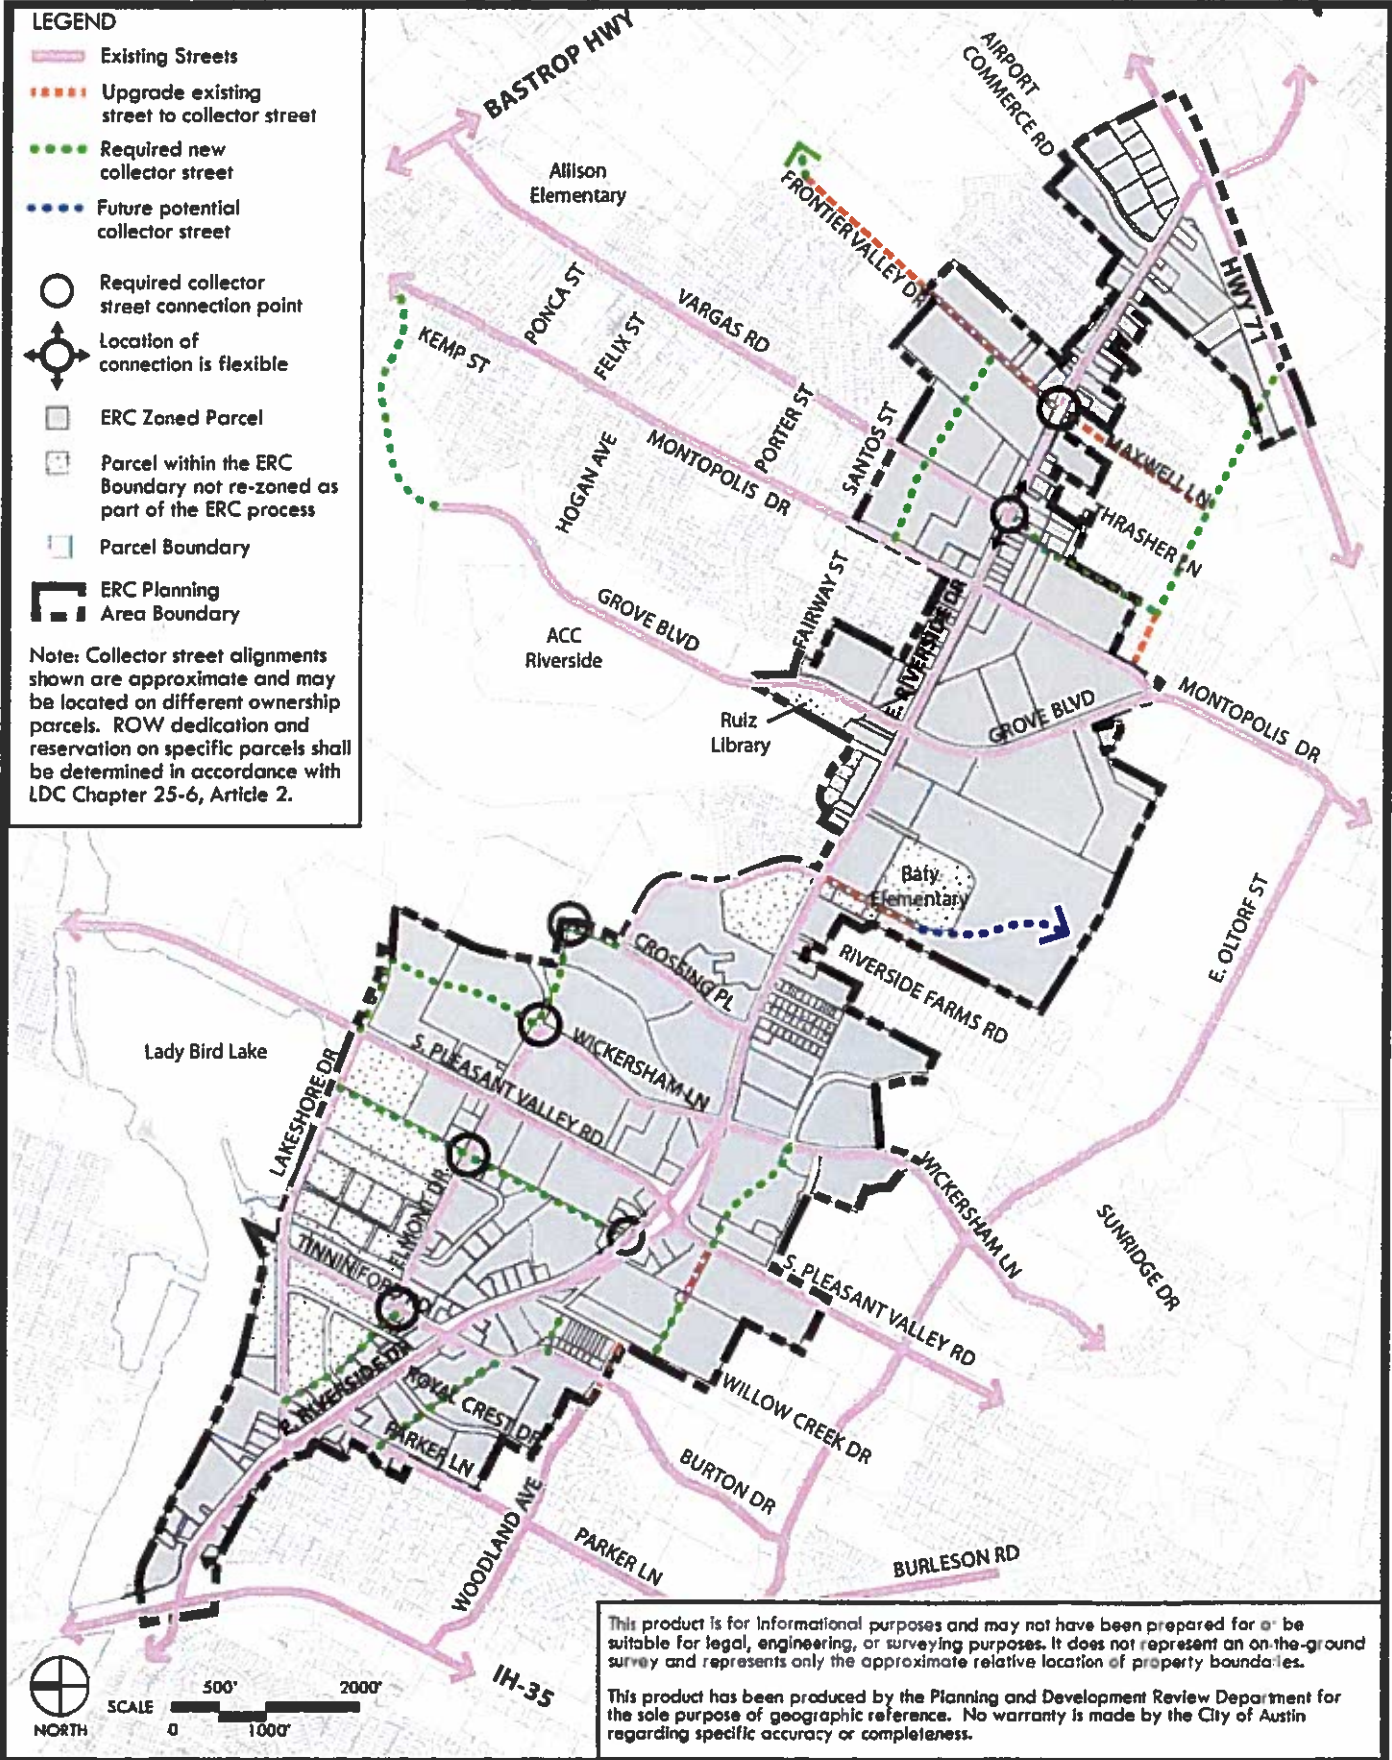 LEGEND
Existing Streets
Upgrade existing
street to collector street
Required new
collector street
Future potential
collector street
Required collector
street connection point
Location of
connection is flexible
ERC Zoned Parcel
Parcel within the ERC
Boundary not re-zoned as
part of the ERC process
Parcel Boundary
ERC Planning
Area Boundary
Note: Collector street alignments
shown are approximate and may
be located on different ownership
parcels. ROW dedication and
reservation on specific parcels shall
be determined in accordance with
LDC Chapter 25-6, Article 2.
BASTROP HWY
AIRPORT
COMMERCE RD
Allison
Elementary
FRONTIER VALLEY DR
HWY 71
PONCA ST
VARGAS RD
FELIX ST
KEMP ST
PORTER ST
SANTOS ST
MONTOPOLIS DR
HOGAN AVE
MAXWELL LN
THRASHER LN
FAIRWAY ST
GROVE BLVD
ACC
Riverside
E. RIVERSIDE DR
Ruiz
Library
GROVE BLVD
MONTOPOLIS DR
Baty
Elementary
E. OLTORF ST
CROSSING PL
RIVERSIDE FARMS RD
Lady Bird Lake
LAKESHORE DR
S. PLEASANT VALLEY RD
WICKERSHAM LN
ELMONT DR
TINNIN FORD
WICKERSHAM LN
SUNRIDGE DR
S. PLEASANT VALLEY RD
E. RIVERSIDE DR
ROYAL CREST DR
PARKER LN
WILLOW CREEK DR
BURTON DR
WOODLAND AVE
PARKER LN
BURLESON RD
IH-35
NORTH
SCALE
500'
2000'
0
1000'
This product is for informational purposes and may not have been prepared for or be
suitable for legal, engineering, or surveying purposes. It does not represent an on-the-ground
survey and represents only the approximate relative location of property boundaries.
This product has been produced by the Planning and Development Review Department for
the sole purpose of geographic reference. No warranty is made by the City of Austin
regarding specific accuracy or completeness.